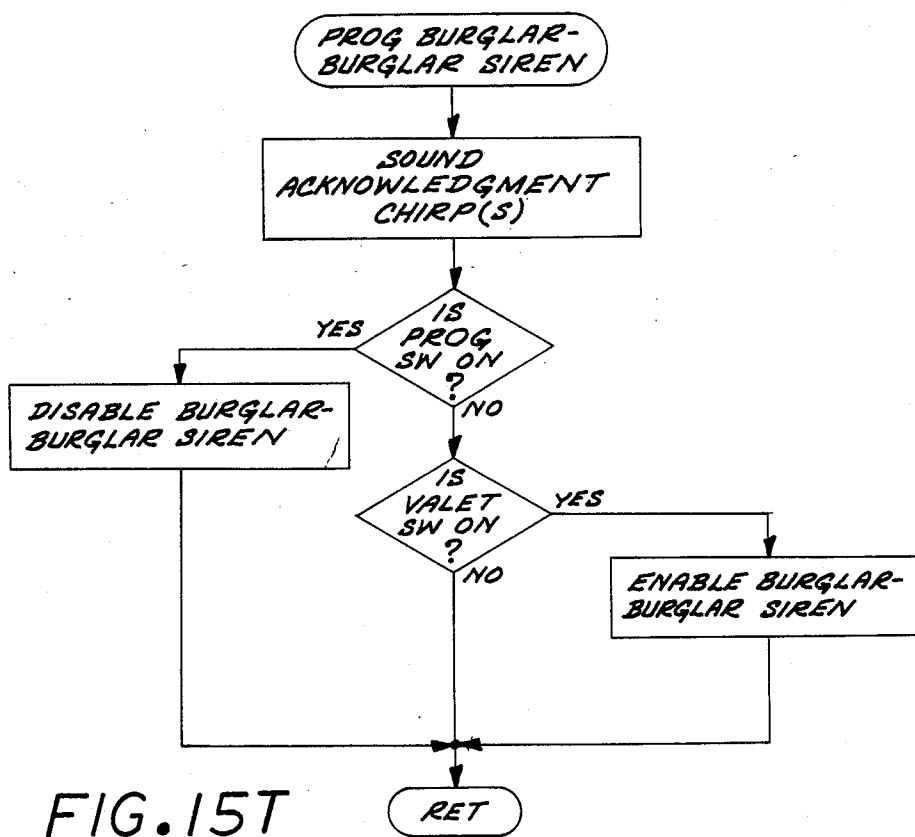 PROG BURGLAR-
BURGLAR SIREN
SOUND
ACKNOWLEDGMENT
CHIRP(S)
IS
PROG
SW ON
?
YES
NO
DISABLE BURGLAR-
BURGLAR SIREN
IS
VALET
SW ON
?
YES
NO
ENABLE BURGLAR-
BURGLAR SIREN
RET
FIG.15T